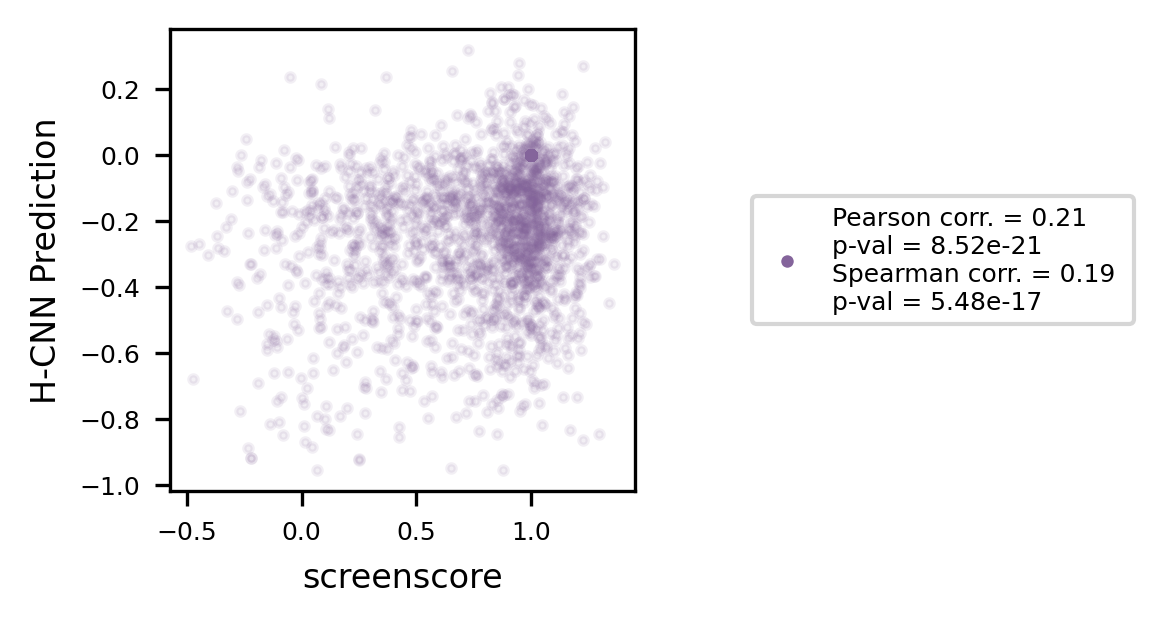 H-CNN Prediction
0.2
0.0
−0.2
−0.4
−0.6
−0.8
−1.0
−0.5 0.0 0.5 1.0
screenscore
Pearson corr. = 0.21
p-val = 8.52e-21
Spearman corr. = 0.19
p-val = 5.48e-17